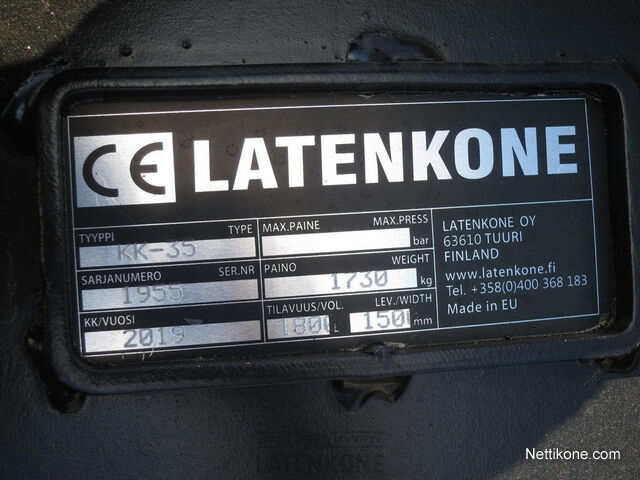 CE LATENKONE
TYYPPI TYPE
KK-35
SARJANUMERO SER.NR
1955
KK/VUOSI
2019
MAX.PAINE MAX.PRESS
bar
PAINO WEIGHT
1730 kg
TILAVUUS/VOL. LEV./WIDTH
1800 L 1500 mm
LATENKONE OY
63610 TUURI
FINLAND
www.latenkone.fi
Tel. +358(0)400 368 183
Made in EU
LATENKONE
Nettikone.com